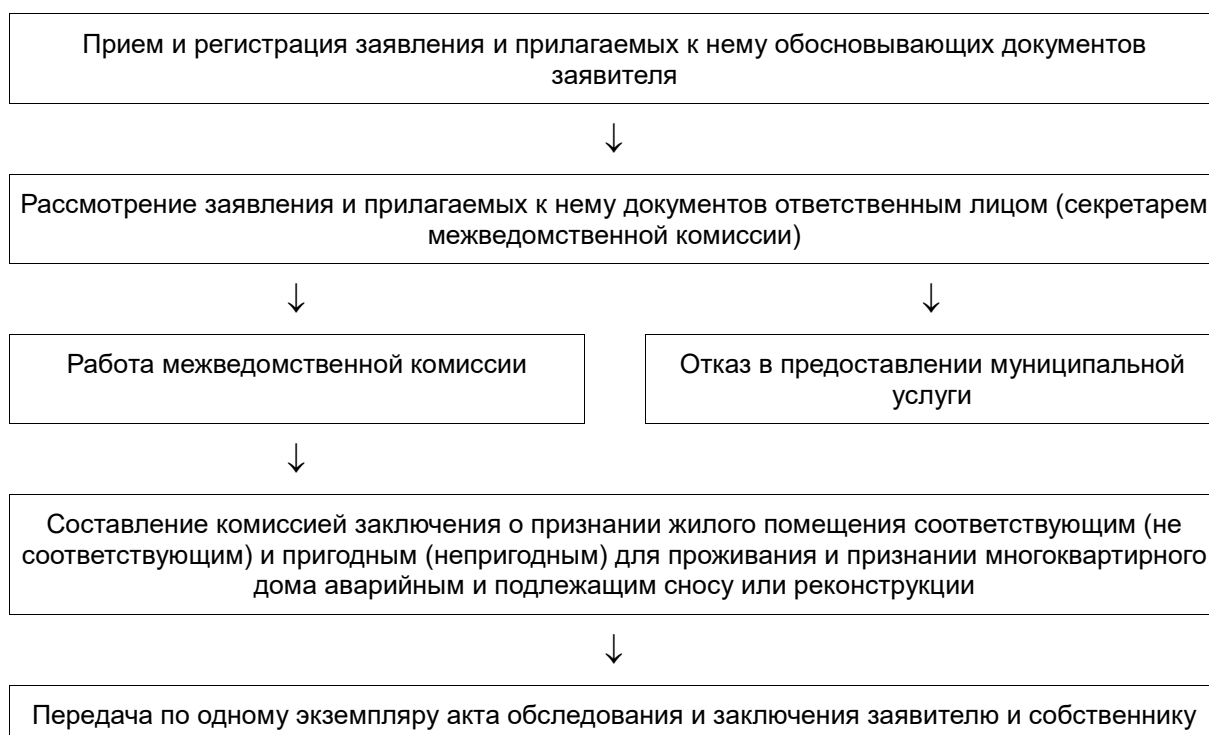 Прием и регистрация заявления и прилагаемых к нему обосновывающих документов
заявителя
↓
Рассмотрение заявления и прилагаемых к нему документов ответственным лицом (секретарем
межведомственной комиссии)
↓ ↓
Работа межведомственной комиссии
Отказ в предоставлении муниципальной
услуги
↓
Составление комиссией заключения о признании жилого помещения соответствующим (не
соответствующим) и пригодным (непригодным) для проживания и признании многоквартирного
дома аварийным и подлежащим сносу или реконструкции
↓
Передача по одному экземпляру акта обследования и заключения заявителю и собственнику